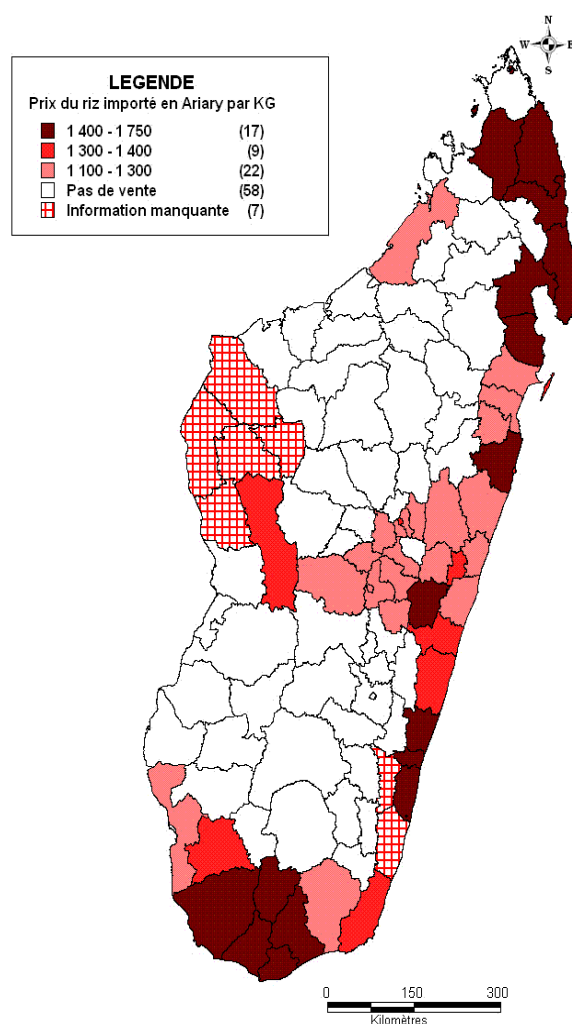 N
W E
S
LEGENDE
Prix du riz importé en Ariary par KG
1 400 - 1 750 (17)
1 300 - 1 400 (9)
1 100 - 1 300 (22)
Pas de vente (58)
Information manquante (7)
0 150 300
Kilomètres